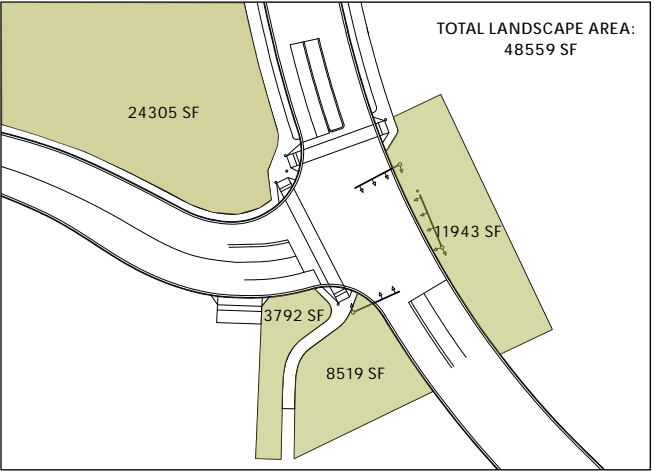 TOTAL LANDSCAPE AREA:
48559 SF
24305 SF
11943 SF
3792 SF
8519 SF